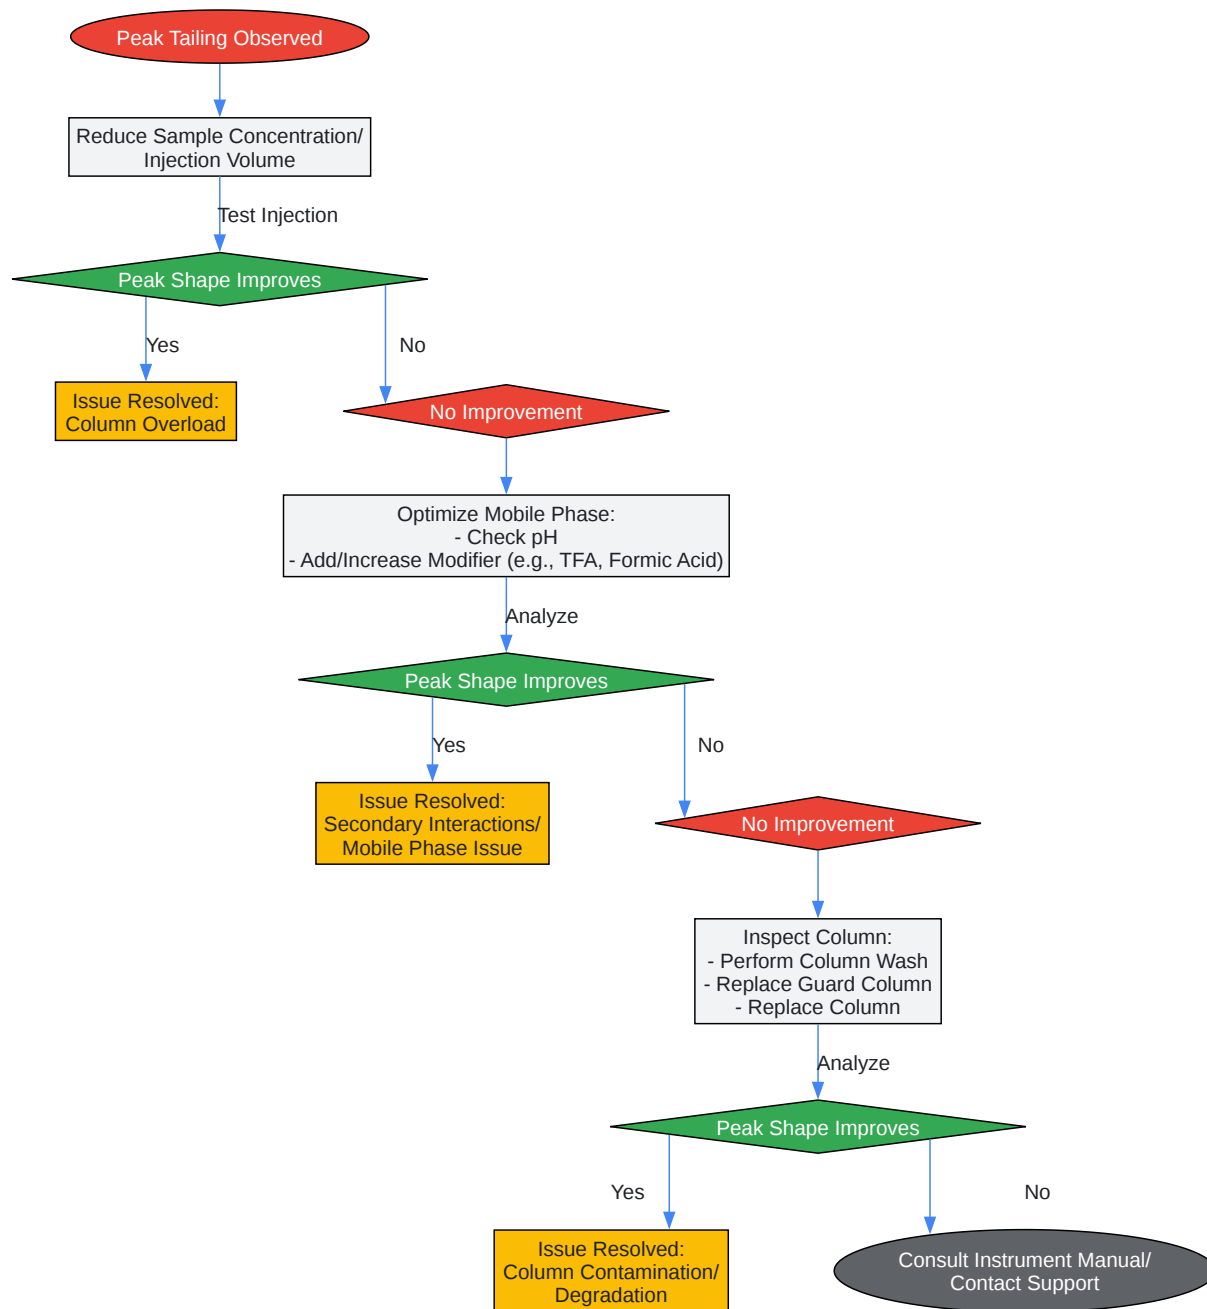 Peak Tailing Observed
Reduce Sample Concentration/
Injection Volume
Test Injection
Peak Shape Improves
Yes
No
Issue Resolved:
Column Overload
No Improvement
Optimize Mobile Phase:
- Check pH
- Add/Increase Modifier (e.g., TFA, Formic Acid)
Analyze
Peak Shape Improves
Yes
No
Issue Resolved:
Secondary Interactions/
Mobile Phase Issue
No Improvement
Inspect Column:
- Perform Column Wash
- Replace Guard Column
- Replace Column
Analyze
Peak Shape Improves
Yes
No
Issue Resolved:
Column Contamination/
Degradation
Consult Instrument Manual/
Contact Support